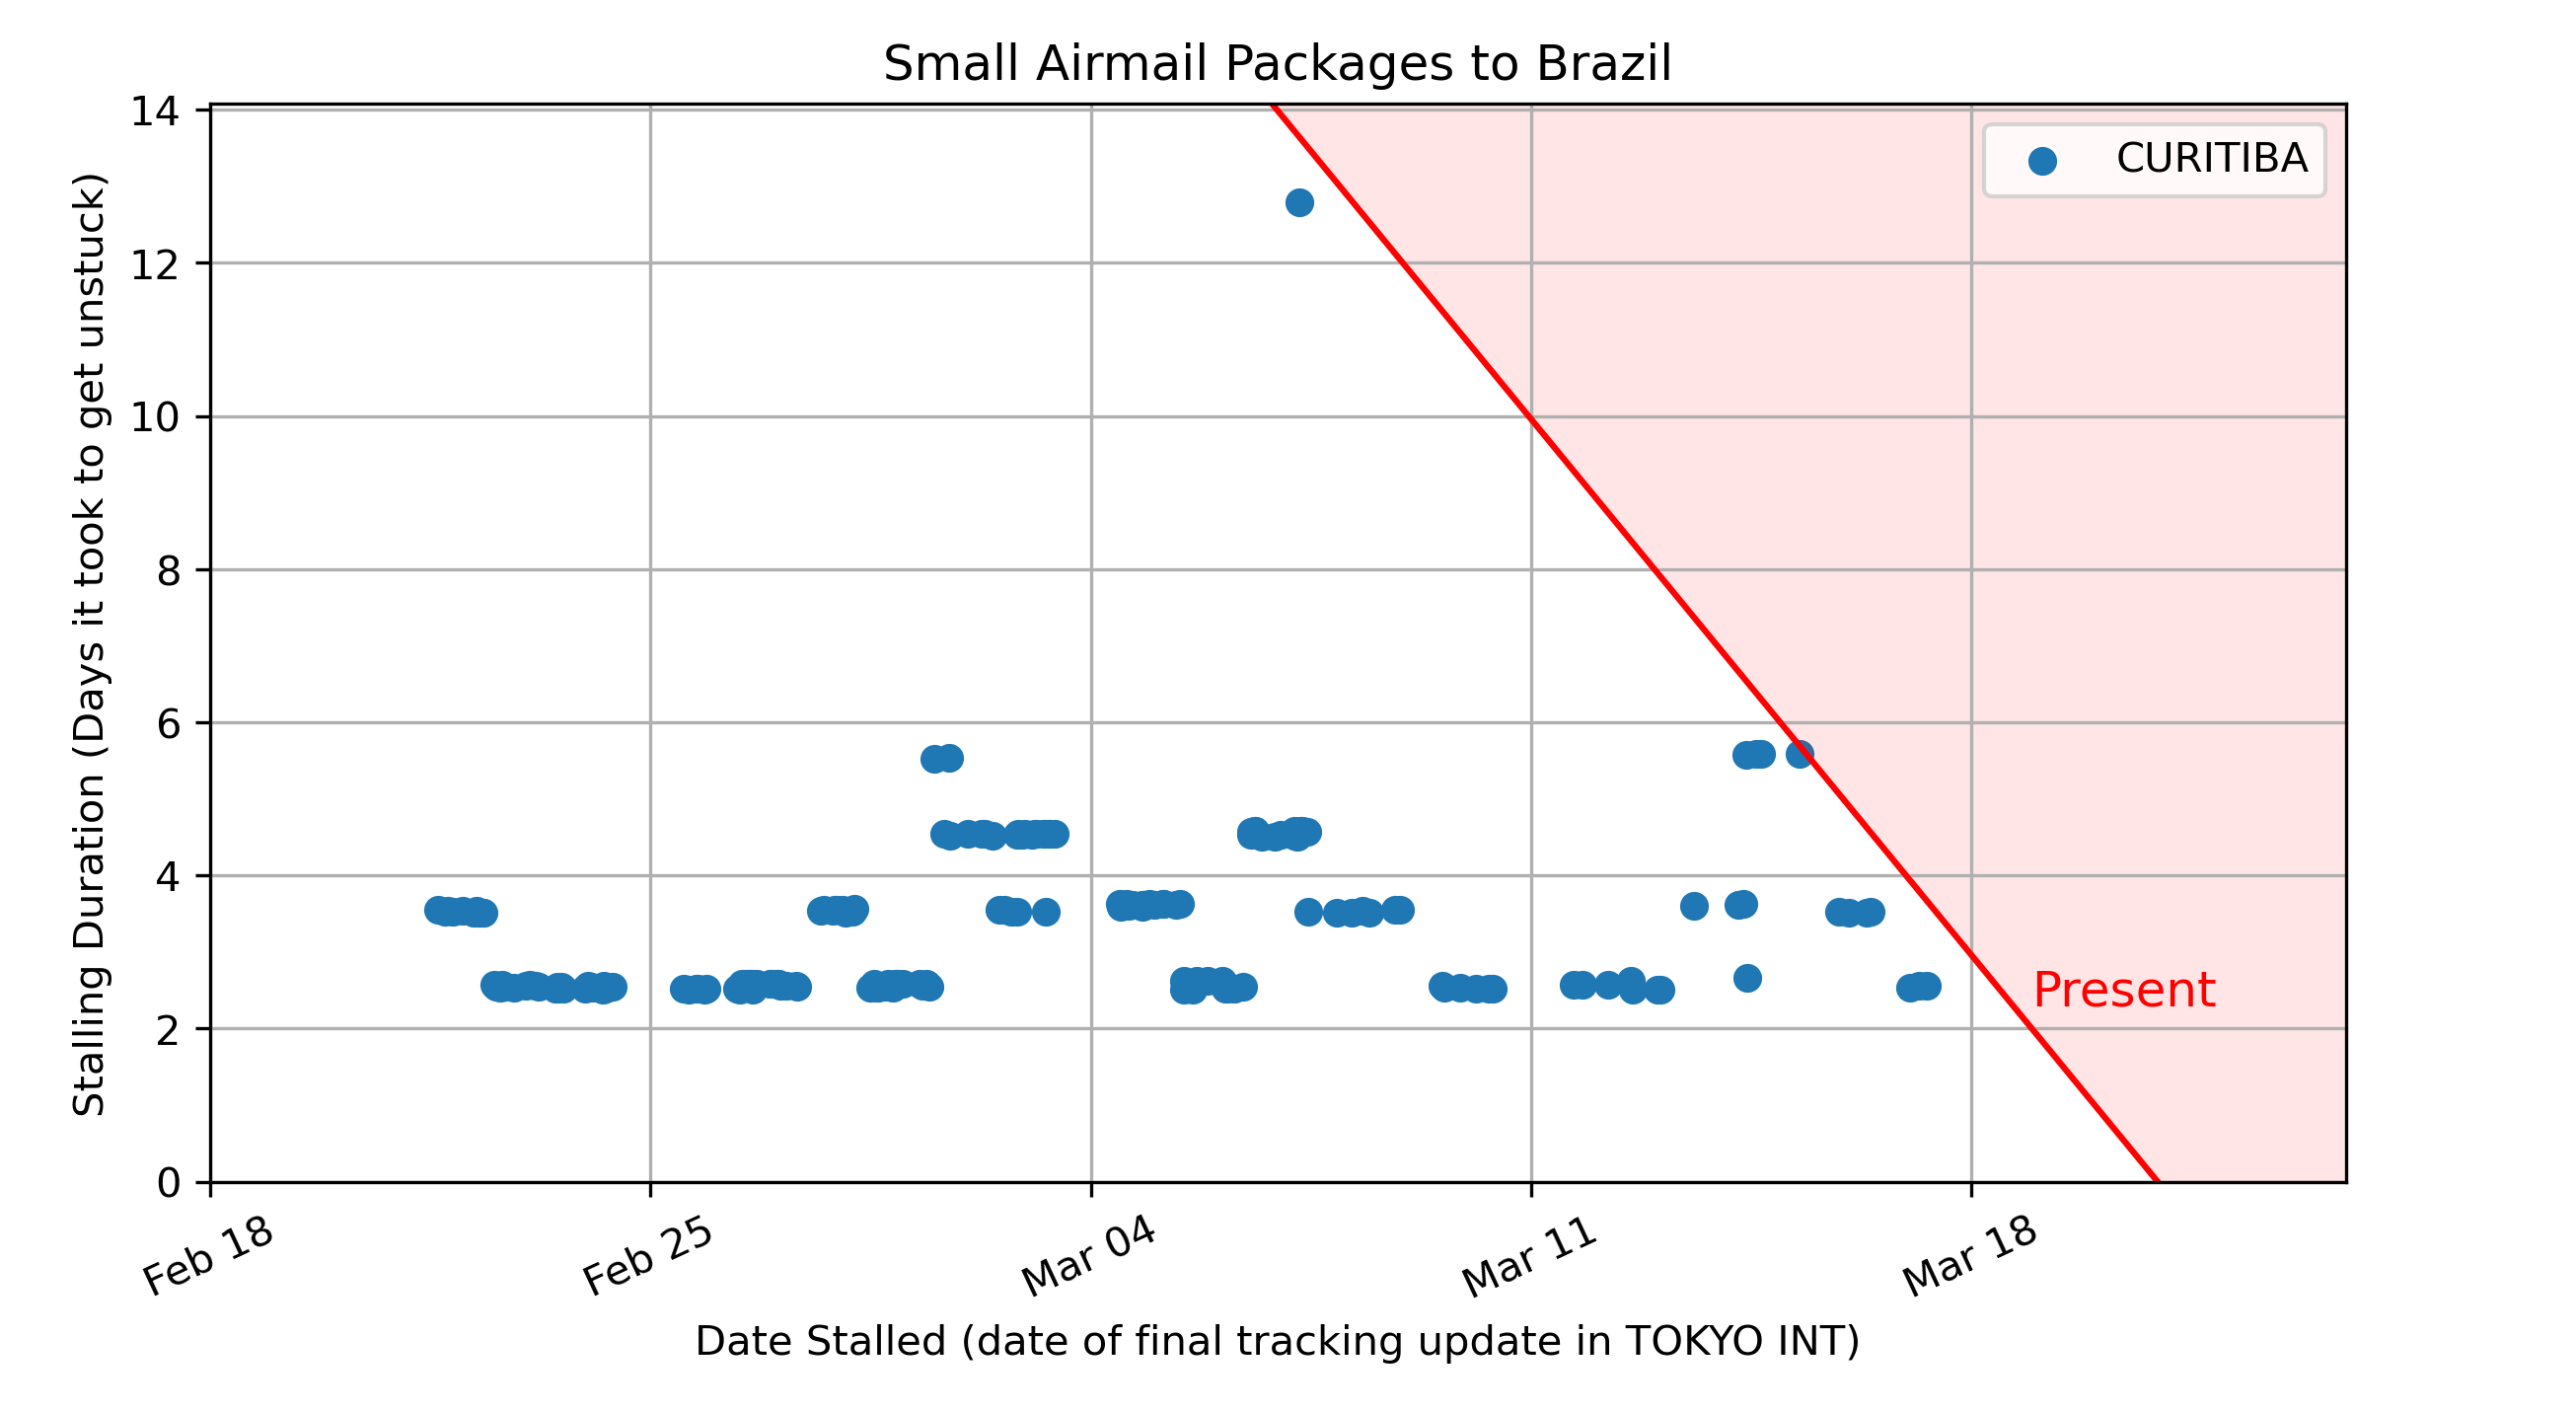 Small Airmail Packages to Brazil
CURITIBA
Stalling Duration (Days it took to get unstuck)
14
12
10
8
6
4
2
0
Present
Feb 18
Feb 25
Mar 04
Mar 11
Mar 18
Date Stalled (date of final tracking update in TOKYO INT)